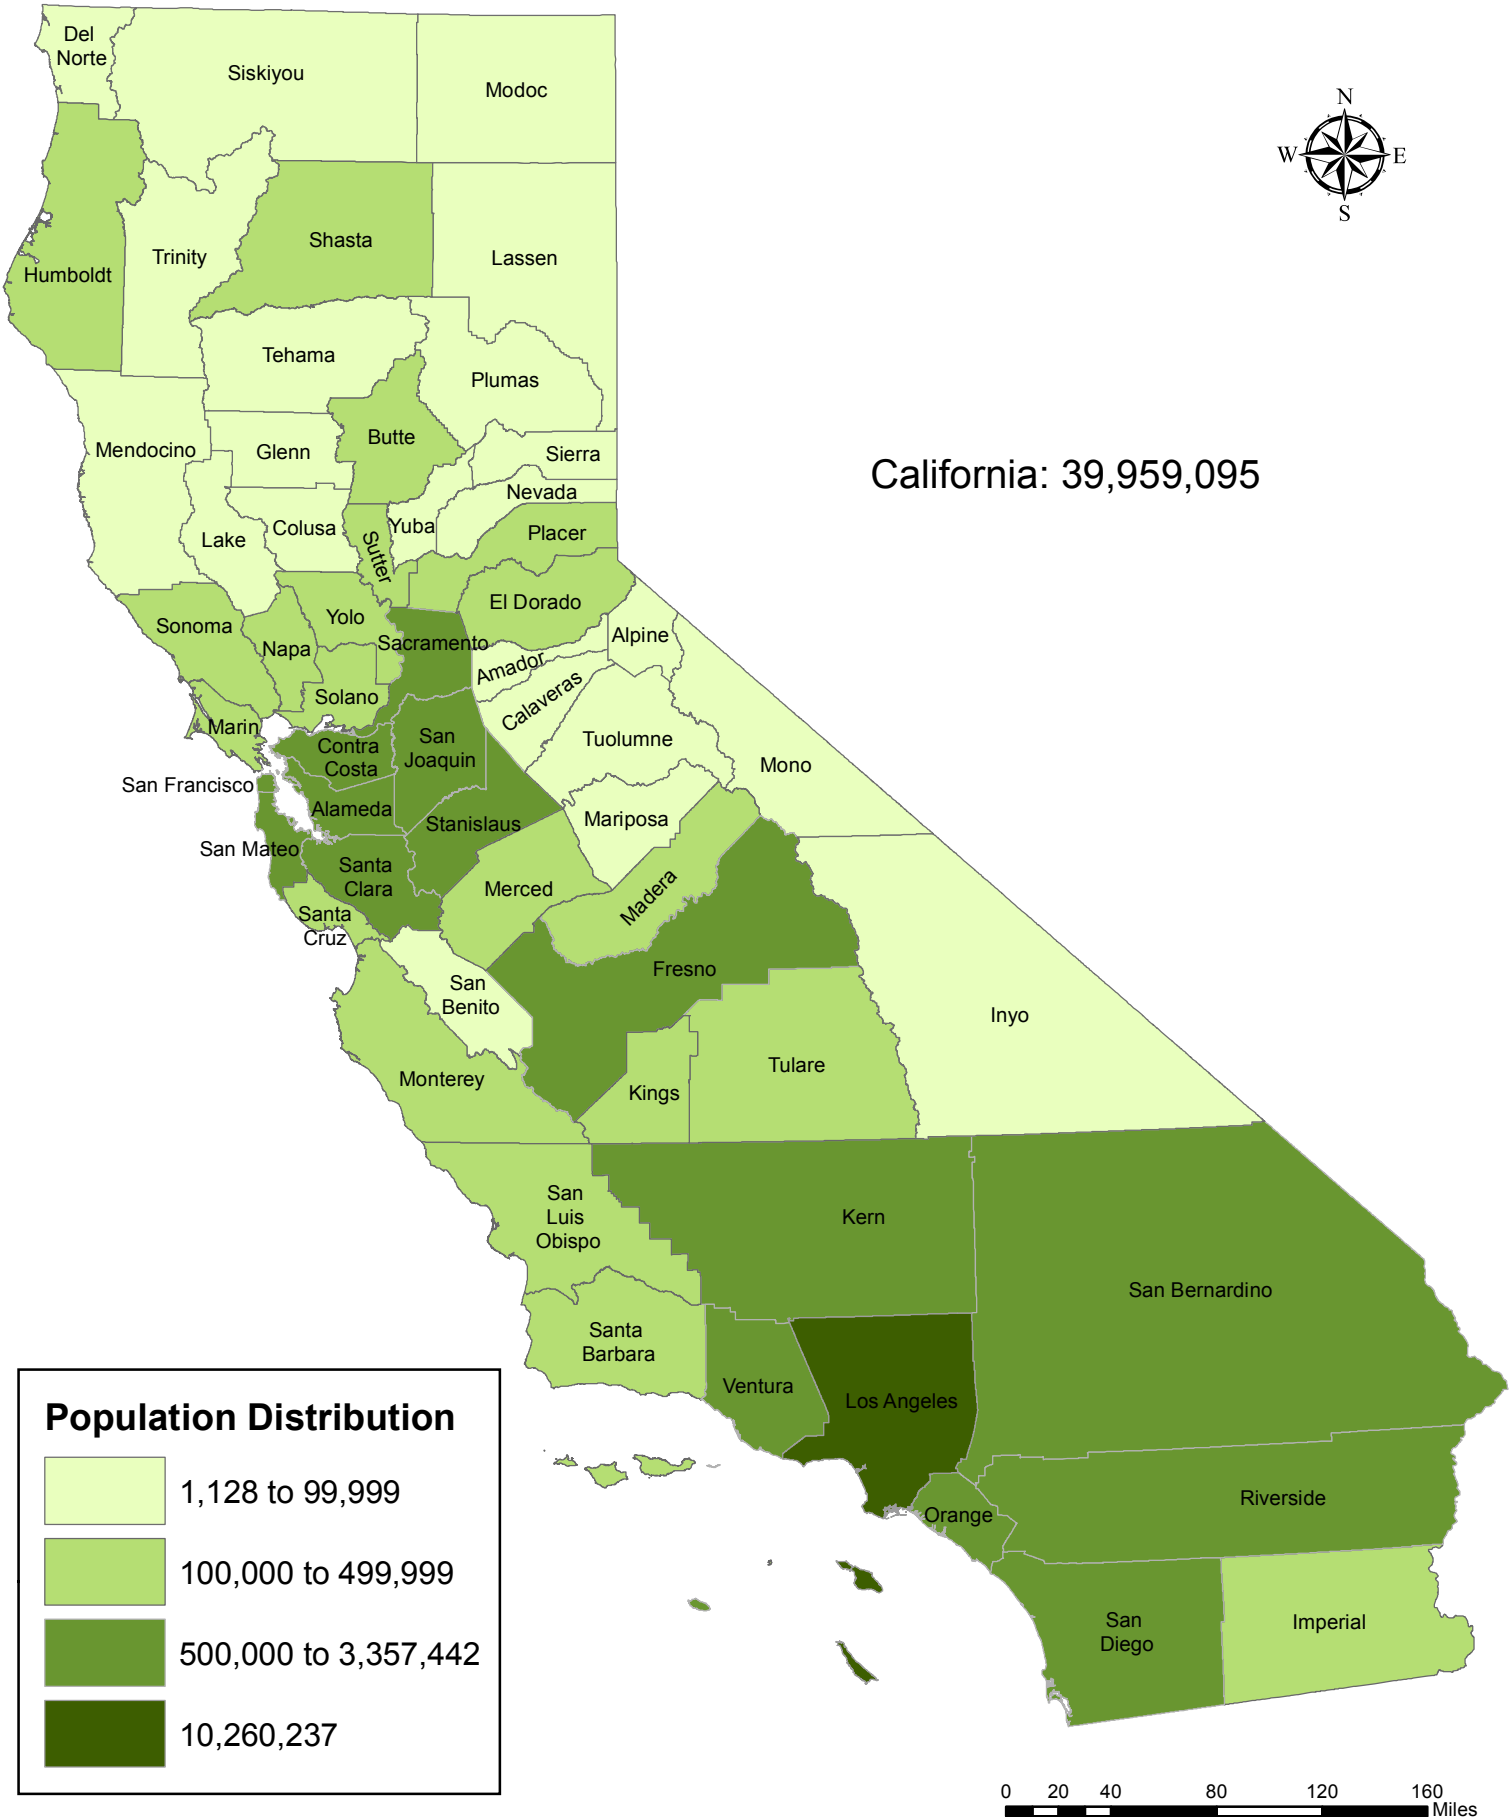 Del
Norte
Siskiyou
Modoc
N
W
E
S
Shasta
Trinity
Lassen
Humboldt
Tehama
Plumas
Butte
Mendocino
Glenn
Sierra
California: 39,959,095
Nevada
Colusa
Yuba
Placer
Lake
Sutter
El Dorado
Yolo
Sonoma
Sacramento
Alpine
Napa
Amador
Solano
Calaveras
Marin
Contra
Costa
San
Joaquin
Tuolumne
Mono
San Francisco
Alameda
Stanislaus
Mariposa
San Mateo
Santa
Clara
Merced
Madera
Santa
Cruz
Fresno
San
Benito
Inyo
Tulare
Monterey
Kings
San
Luis
Obispo
Kern
San Bernardino
Santa
Barbara
Ventura
Los Angeles
Riverside
Orange
San
Diego
Imperial
Population Distribution
1,128 to 99,999
100,000 to 499,999
500,000 to 3,357,442
10,260,237
0 20 40 80 120 160
Miles